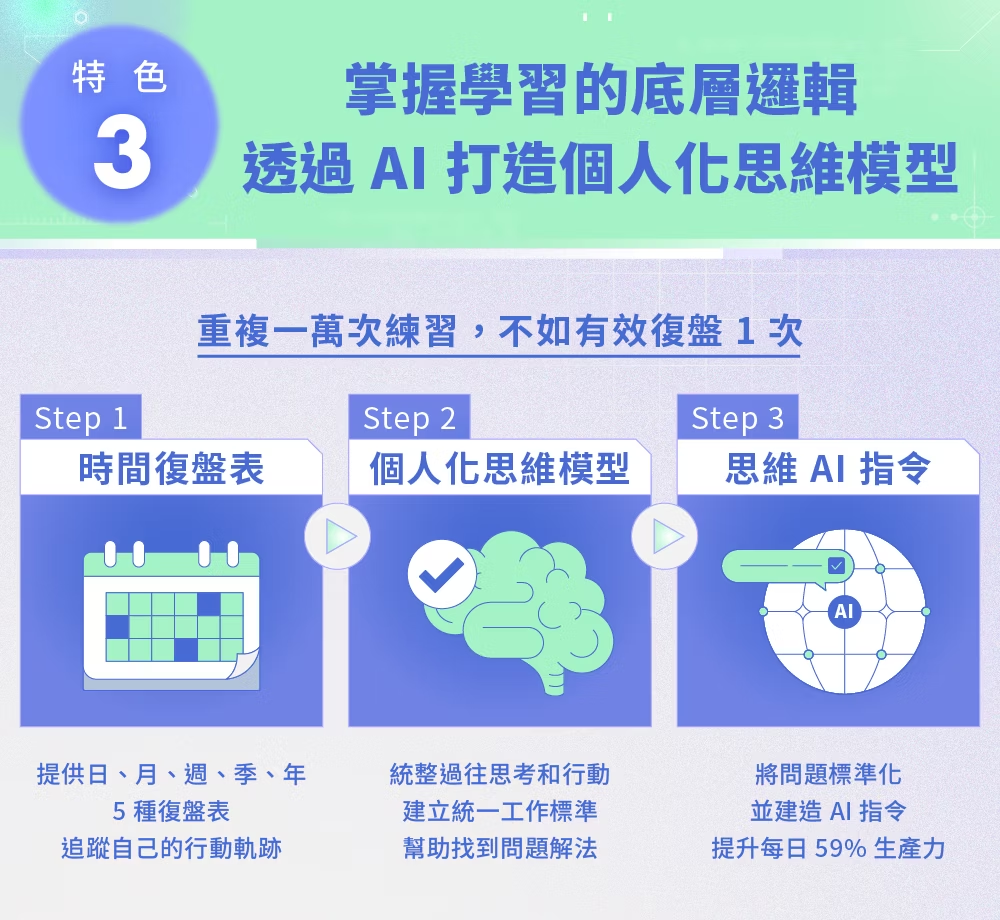 特色
3
掌握學習的底層邏輯
透過 AI 打造個人化思維模型
重複一萬次練習，不如有效復盤 1 次
Step 1
時間復盤表
提供日、月、週、季、年
5 種復盤表
追蹤自己的行動軌跡
Step 2
個人化思維模型
統整過往思考和行動
建立統一工作標準
幫助找到問題解法
Step 3
思維 AI 指令
AI
將問題標準化
並建造 AI 指令
提升每日 59% 生產力